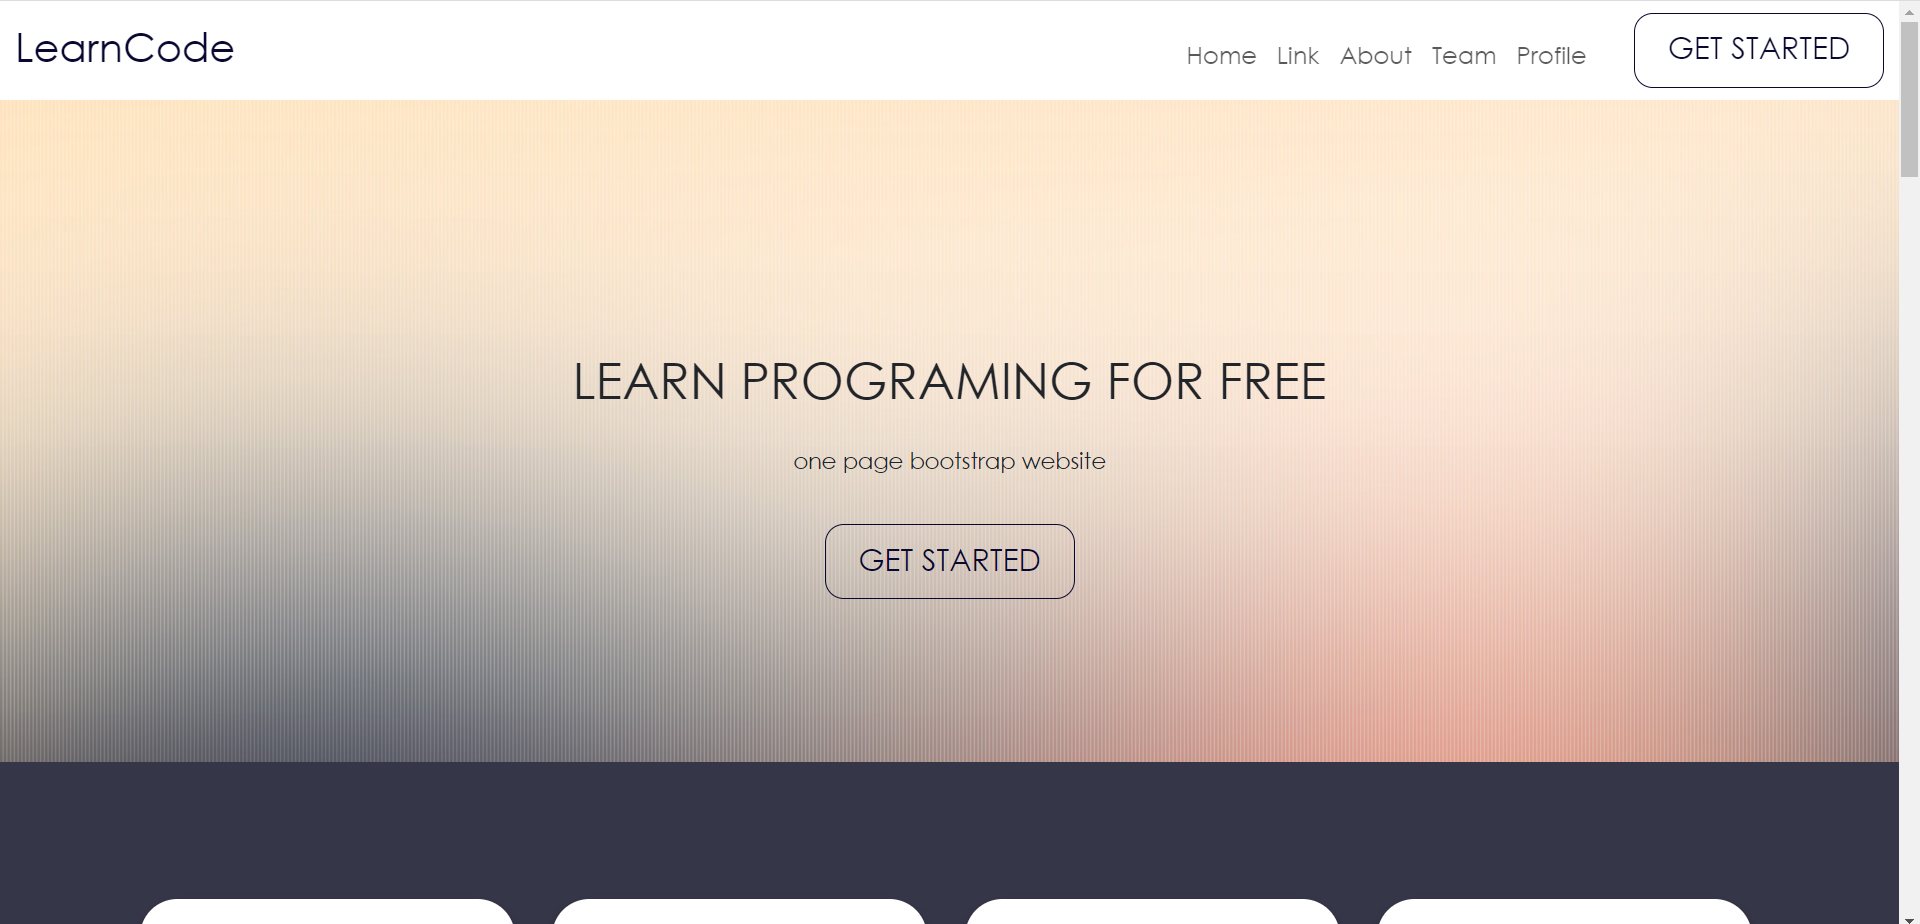 LearnCode
Home Link About Team Profile GET STARTED
LEARN PROGRAMING FOR FREE
one page bootstrap website
GET STARTED